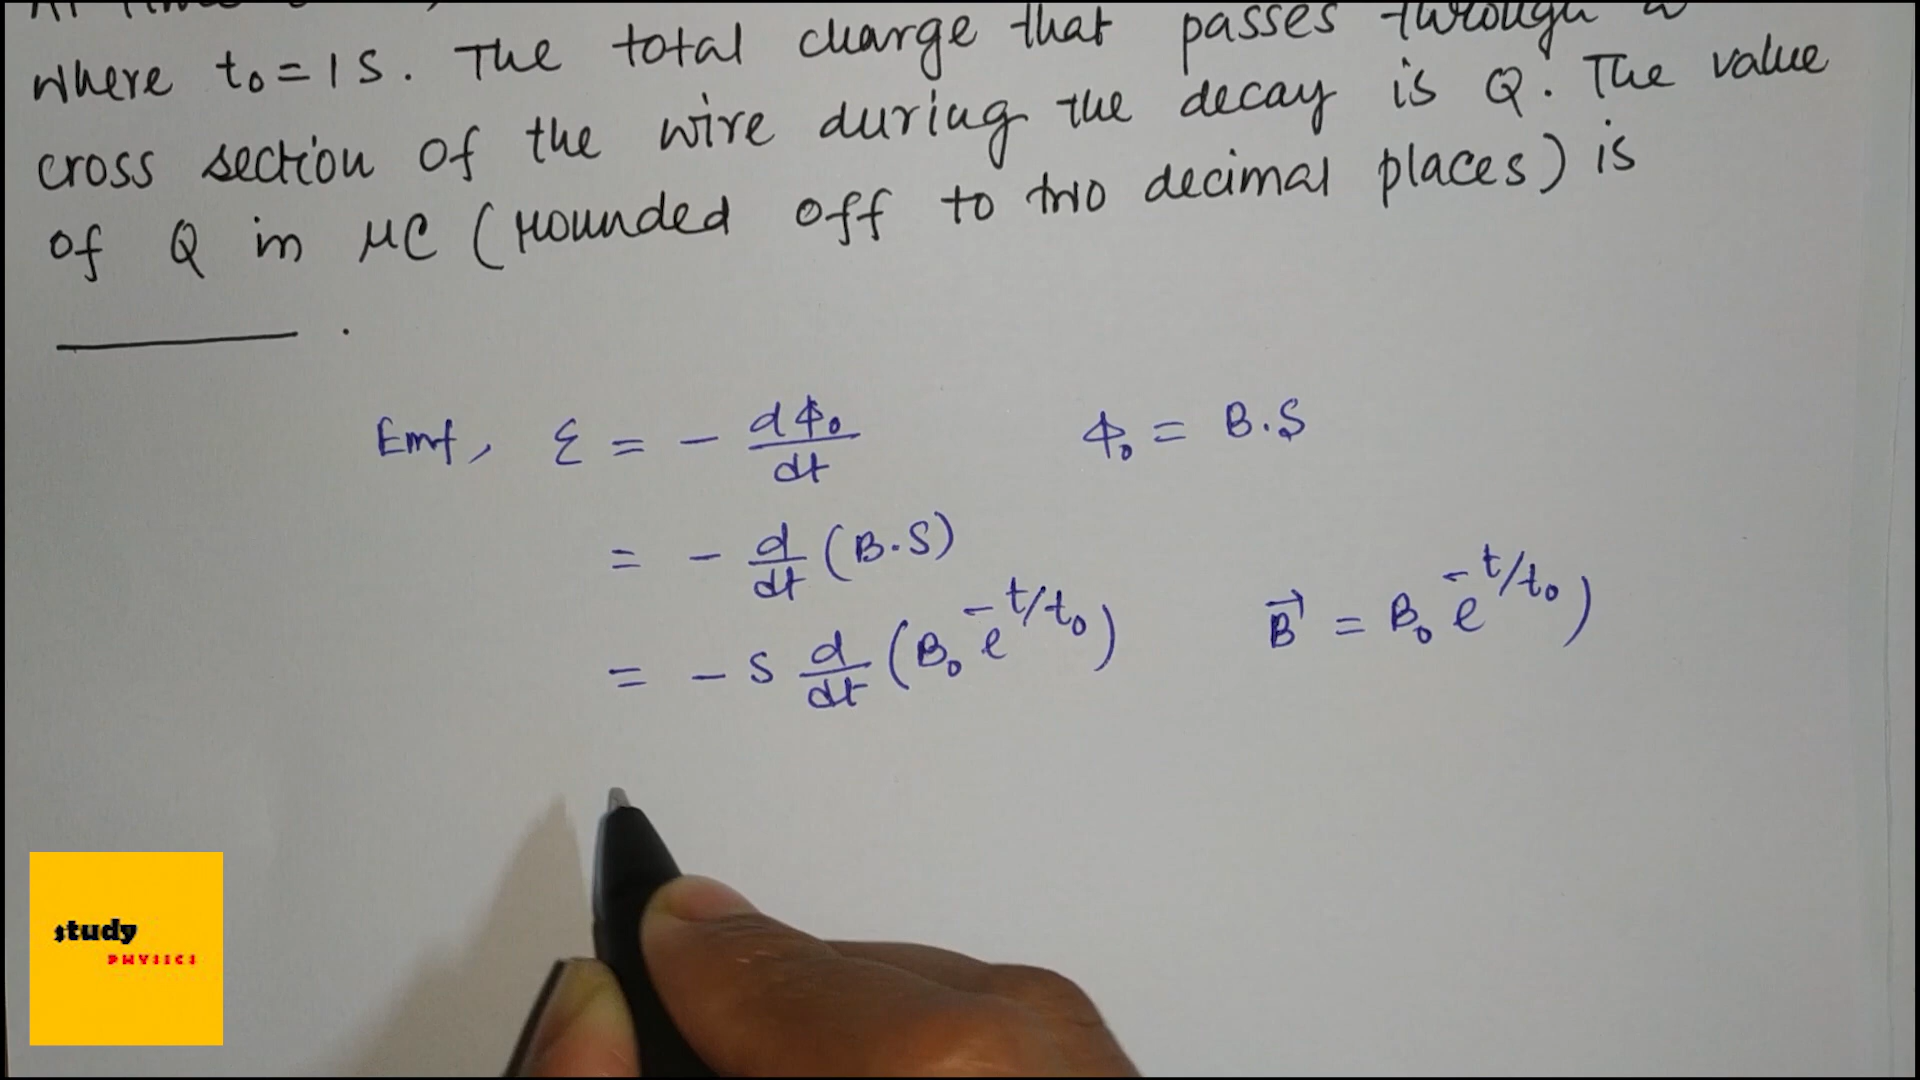 where t₀ = 1 s. The total charge that passes through a
cross section of the wire during the decay is Q. The value
of Q in μC (rounded off to two decimal places) is
______ .
Emf, ε = - dΦ₀/dt    Φ₀ = B.S
= - d/dt (B.S)
= - S d/dt (B₀ e^(-t/t₀))    B⃗ = B₀ e^(-t/t₀) )
study
PHYSICS